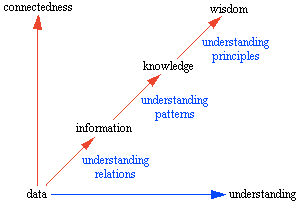 connectedness
wisdom
understanding
principles
knowledge
understanding
patterns
information
understanding
relations
data
understanding